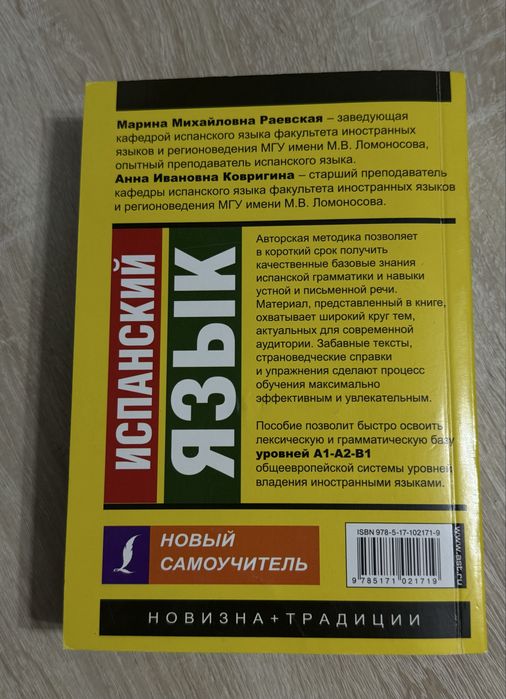 Марина Михайловна Раевская – заведующая
кафедрой испанского языка факультета иностранных
языков и регионоведения МГУ имени М.В. Ломоносова,
опытный преподаватель испанского языка.
Анна Ивановна Ковригина – старший преподаватель
кафедры испанского языка факультета иностранных языков
и регионоведения МГУ имени М.В. Ломоносова.
ИСПАНСКИЙ
ЯЗЫК
Авторская методика позволяет
в короткий срок получить
качественные базовые знания
испанской грамматики и навыки
устной и письменной речи.
Материал, представленный в книге,
охватывает широкий круг тем,
актуальных для современной
аудитории. Забавные тексты,
страноведческие справки
и упражнения сделают процесс
обучения максимально
эффективным и увлекательным.
Пособие позволит быстро освоить
лексическую и грамматическую базу
уровней А1-А2-В1
общеевропейской системы уровней
владения иностранными языками.
НОВЫЙ
САМОУЧИТЕЛЬ
ISBN 978-5-17-102171-9
9 785171 021719
www.ast.ru
НОВИЗНА+ТРАДИЦИИ